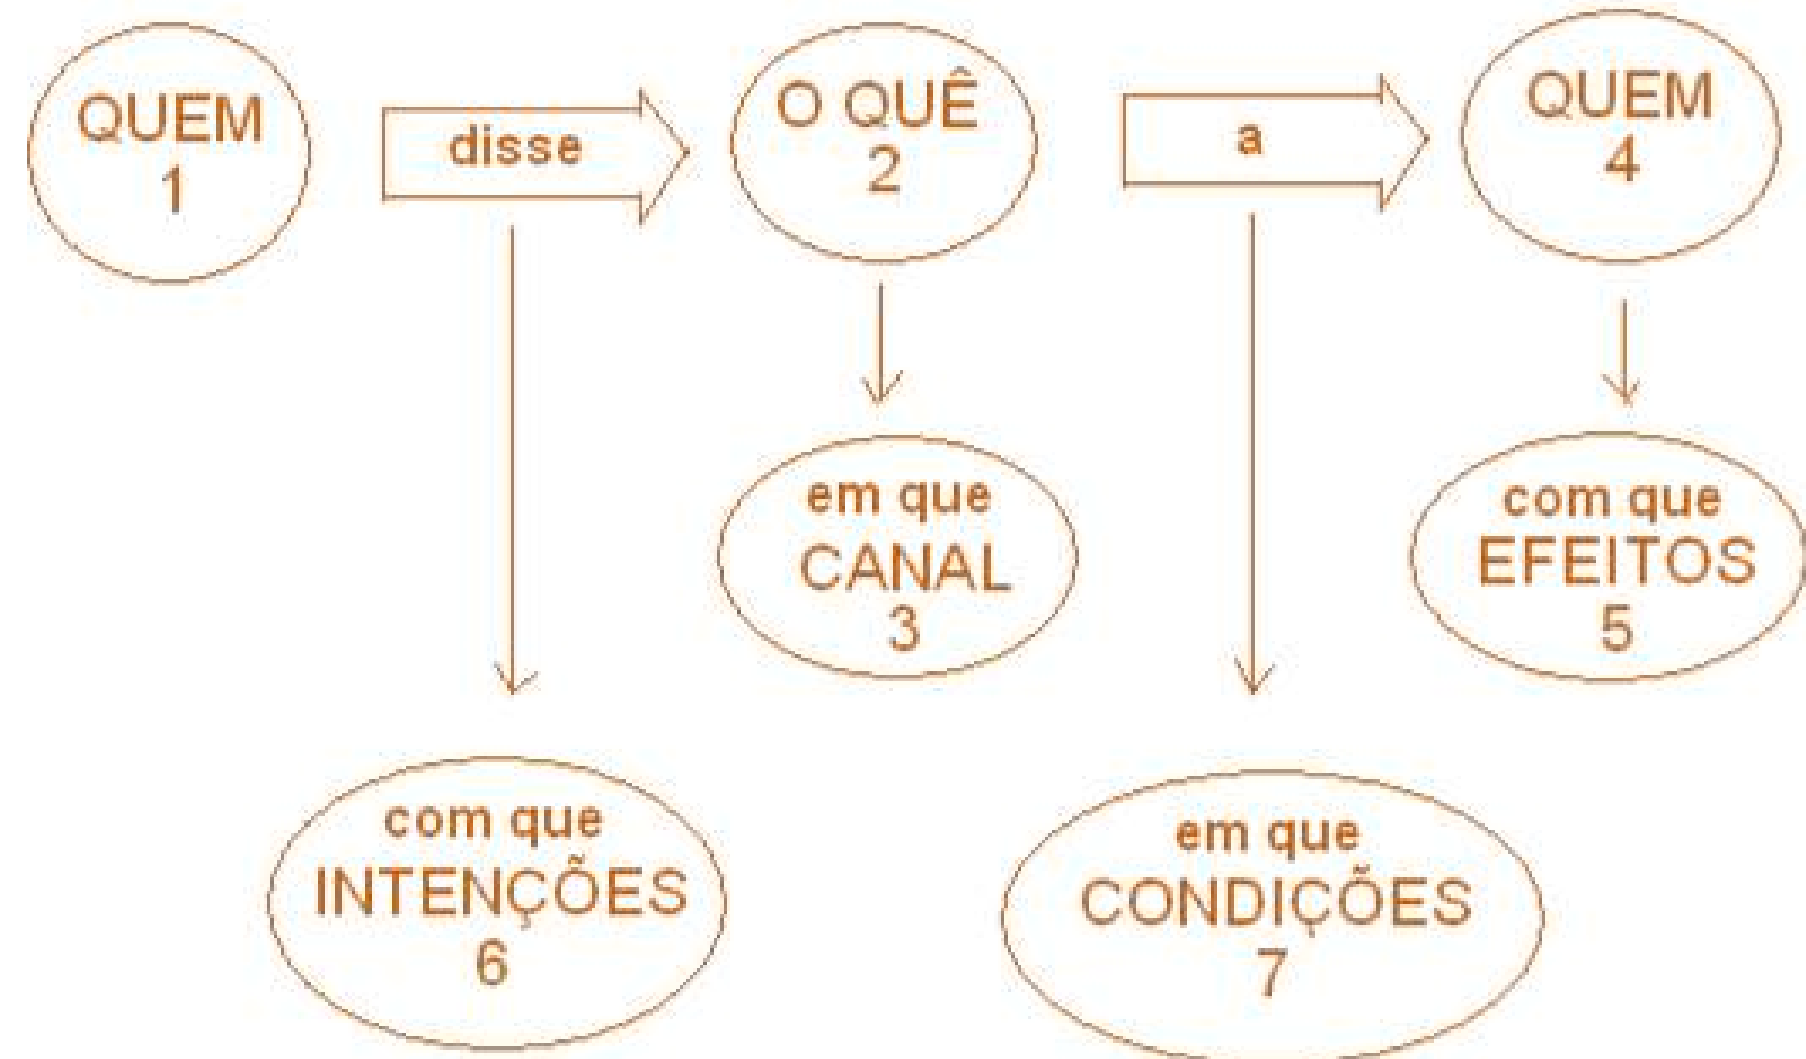 QUEM
1
disse
O QUÊ
2
a
QUEM
4
em que
CANAL
3
com que
EFEITOS
5
com que
INTENÇÕES
6
em que
CONDIÇÕES
7